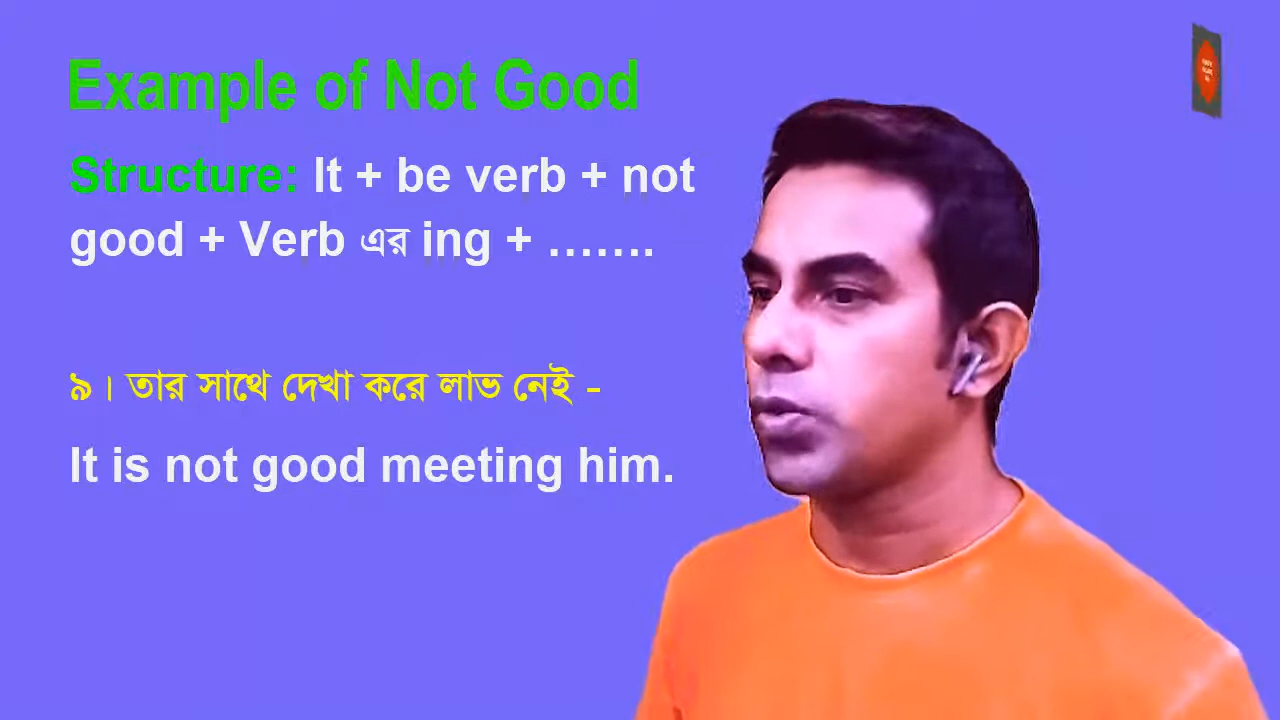 Example of Not Good
Structure: It + be verb + not
good + Verb এর ing + …….
৯। তার সাথে দেখা করে লাভ নেই -
It is not good meeting him.